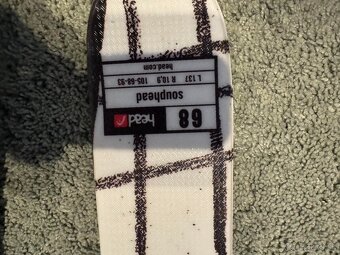 68 head
souphead
L 137 R 10,9 105-68-93
head.com